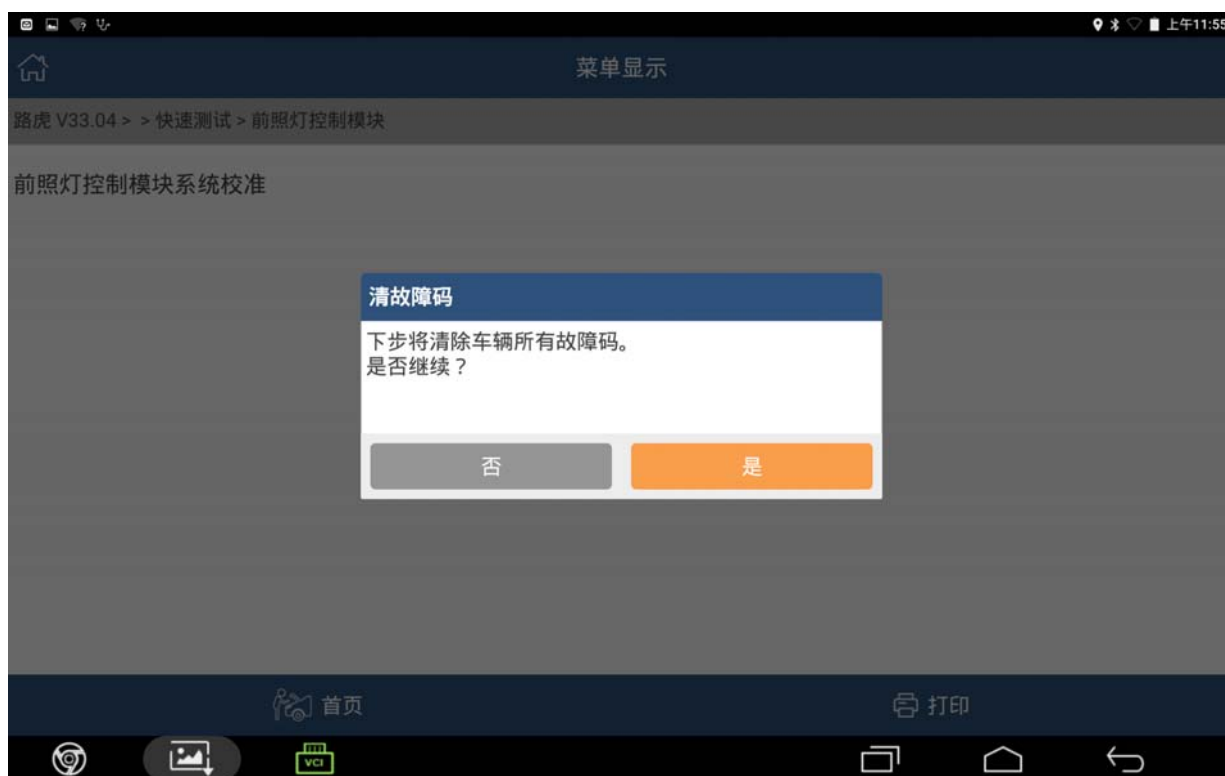 上午11:55
菜单显示
路虎 V33.04 > > 快速测试 > 前照灯控制模块
前照灯控制模块系统校准
清故障码
下步将清除车辆所有故障码。
是否继续？
否
是
首页
打印
VCI